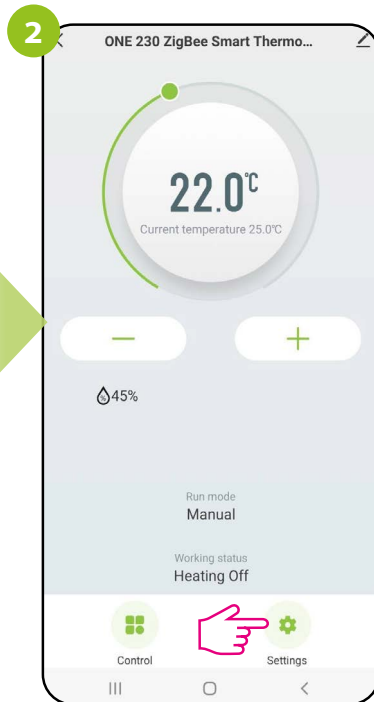 2
ONE 230 ZigBee Smart Thermo...
22.0℃
Current temperature 25.0℃
45%
Run mode
Manual
Working status
Heating Off
Control
Settings